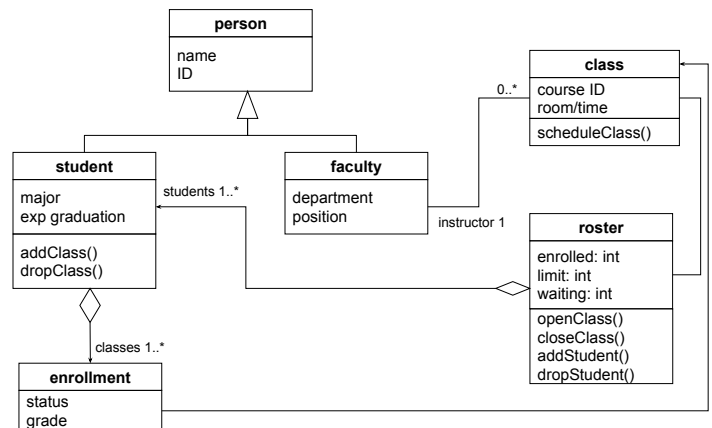 person
name
ID
class
course ID
room/time
scheduleClass()
0..*
student
major
exp graduation
addClass()
dropClass()
students 1..*
faculty
department
position
instructor 1
roster
enrolled: int
limit: int
waiting: int
openClass()
closeClass()
addStudent()
dropStudent()
classes 1..*
enrollment
status
grade